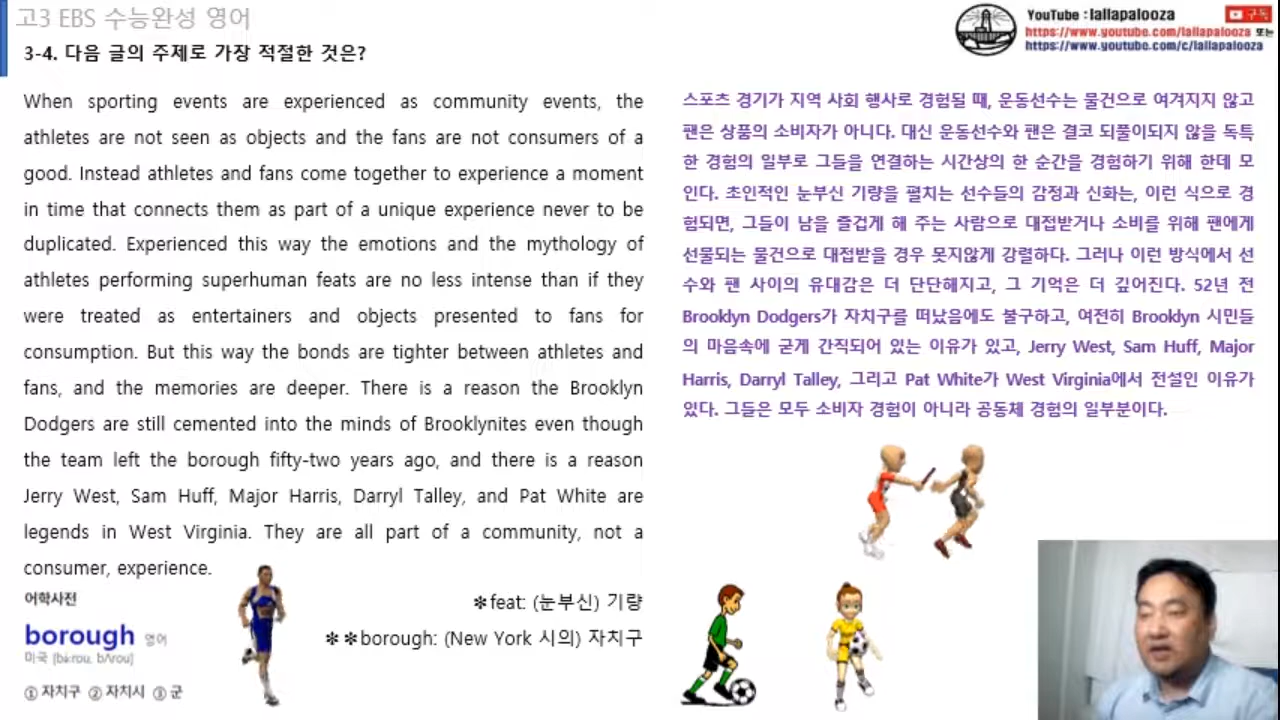 고3 EBS 수능완성 영어
3-4. 다음 글의 주제로 가장 적절한 것은?
YouTube : lallapalooza
구독
https://www.youtube.com/lallapalooza 또는
https://www.youtube.com/c/lallapalooza
When sporting events are experienced as community events, the
athletes are not seen as objects and the fans are not consumers of a
good. Instead athletes and fans come together to experience a moment
in time that connects them as part of a unique experience never to be
duplicated. Experienced this way the emotions and the mythology of
athletes performing superhuman feats are no less intense than if they
were treated as entertainers and objects presented to fans for
consumption. But this way the bonds are tighter between athletes and
fans, and the memories are deeper. There is a reason the Brooklyn
Dodgers are still cemented into the minds of Brooklynites even though
the team left the borough fifty-two years ago, and there is a reason
Jerry West, Sam Huff, Major Harris, Darryl Talley, and Pat White are
legends in West Virginia. They are all part of a community, not a
consumer, experience.
✻feat: (눈부신) 기량
✻✻borough: (New York 시의) 자치구
어학사전
borough 영어
미국 [bɜ́ːrou, bʌ́rou]
① 자치구 ② 자치시 ③ 군
스포츠 경기가 지역 사회 행사로 경험될 때, 운동선수는 물건으로 여겨지지 않고
팬은 상품의 소비자가 아니다. 대신 운동선수와 팬은 결코 되풀이되지 않을 독특
한 경험의 일부로 그들을 연결하는 시간상의 한 순간을 경험하기 위해 한데 모
인다. 초인적인 눈부신 기량을 펼치는 선수들의 감정과 신화는, 이런 식으로 경
험되면, 그들이 남을 즐겁게 해 주는 사람으로 대접받거나 소비를 위해 팬에게
선물되는 물건으로 대접받을 경우 못지않게 강렬하다. 그러나 이런 방식에서 선
수와 팬 사이의 유대감은 더 단단해지고, 그 기억은 더 깊어진다. 52년 전
Brooklyn Dodgers가 자치구를 떠났음에도 불구하고, 여전히 Brooklyn 시민들
의 마음속에 굳게 간직되어 있는 이유가 있고, Jerry West, Sam Huff, Major
Harris, Darryl Talley, 그리고 Pat White가 West Virginia에서 전설인 이유가
있다. 그들은 모두 소비자 경험이 아니라 공동체 경험의 일부분이다.